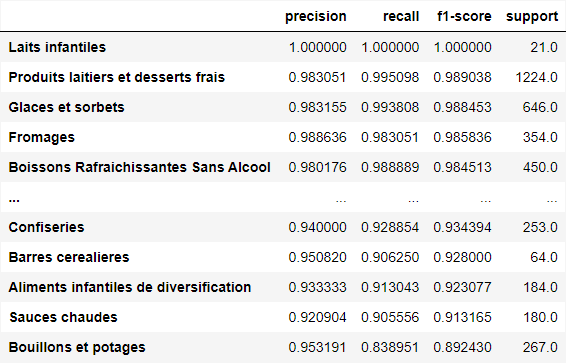 precision recall f1-score support
Laits infantiles 1.000000 1.000000 1.000000 21.0
Produits laitiers et desserts frais 0.983051 0.995098 0.989038 1224.0
Glaces et sorbets 0.983155 0.993808 0.988453 646.0
Fromages 0.988636 0.983051 0.985836 354.0
Boissons Rafraichissantes Sans Alcool 0.980176 0.988889 0.984513 450.0
... ... ... ... ...
Confiseries 0.940000 0.928854 0.934394 253.0
Barres cerealieres 0.950820 0.906250 0.928000 64.0
Aliments infantiles de diversification 0.933333 0.913043 0.923077 184.0
Sauces chaudes 0.920904 0.905556 0.913165 180.0
Bouillons et potages 0.953191 0.838951 0.892430 267.0